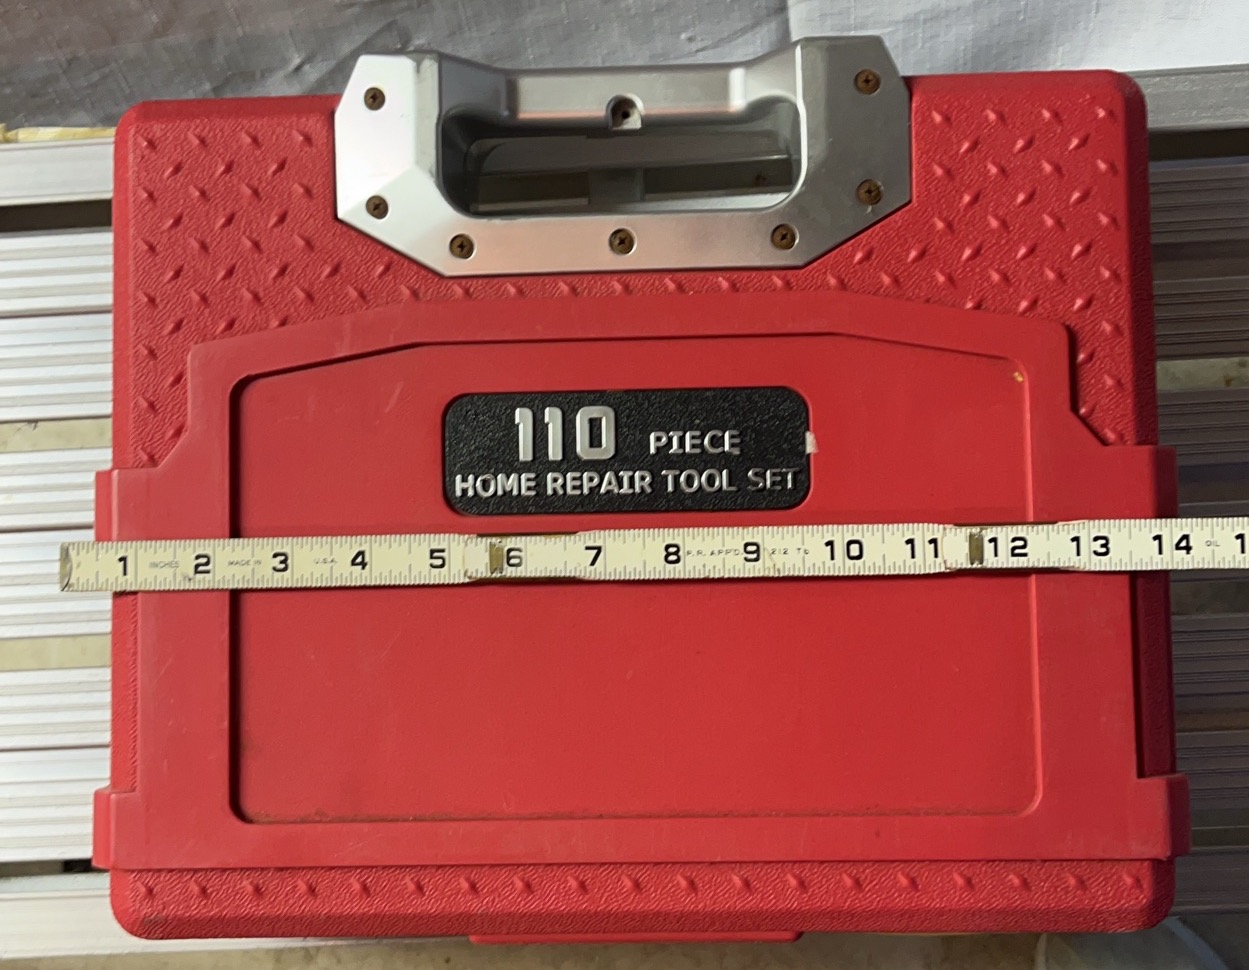 110 PIECE
HOME REPAIR TOOL SET
1 INCHES 2 MADE IN 3 U.S.A. 4 5 6 7 8 9 10 11 12 13 14